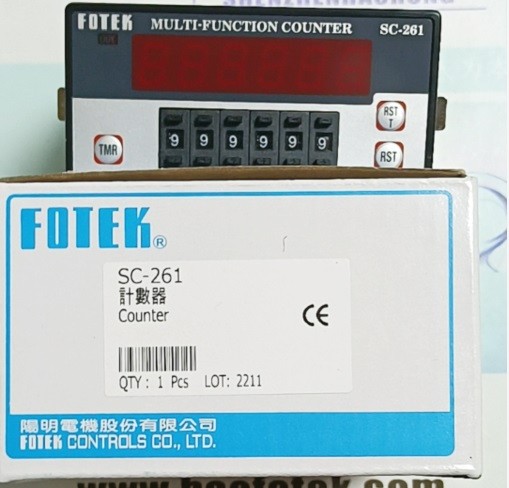 FOTEK MULTI-FUNCTION COUNTER SC-261
9 9 9 9 9 9
RST T
TMR
RST
FOTEK®
SC-261
計數器
Counter
CE
QTY : 1 Pcs LOT: 2211
陽明電機股份有限公司
FOTEK CONTROLS CO., LTD.